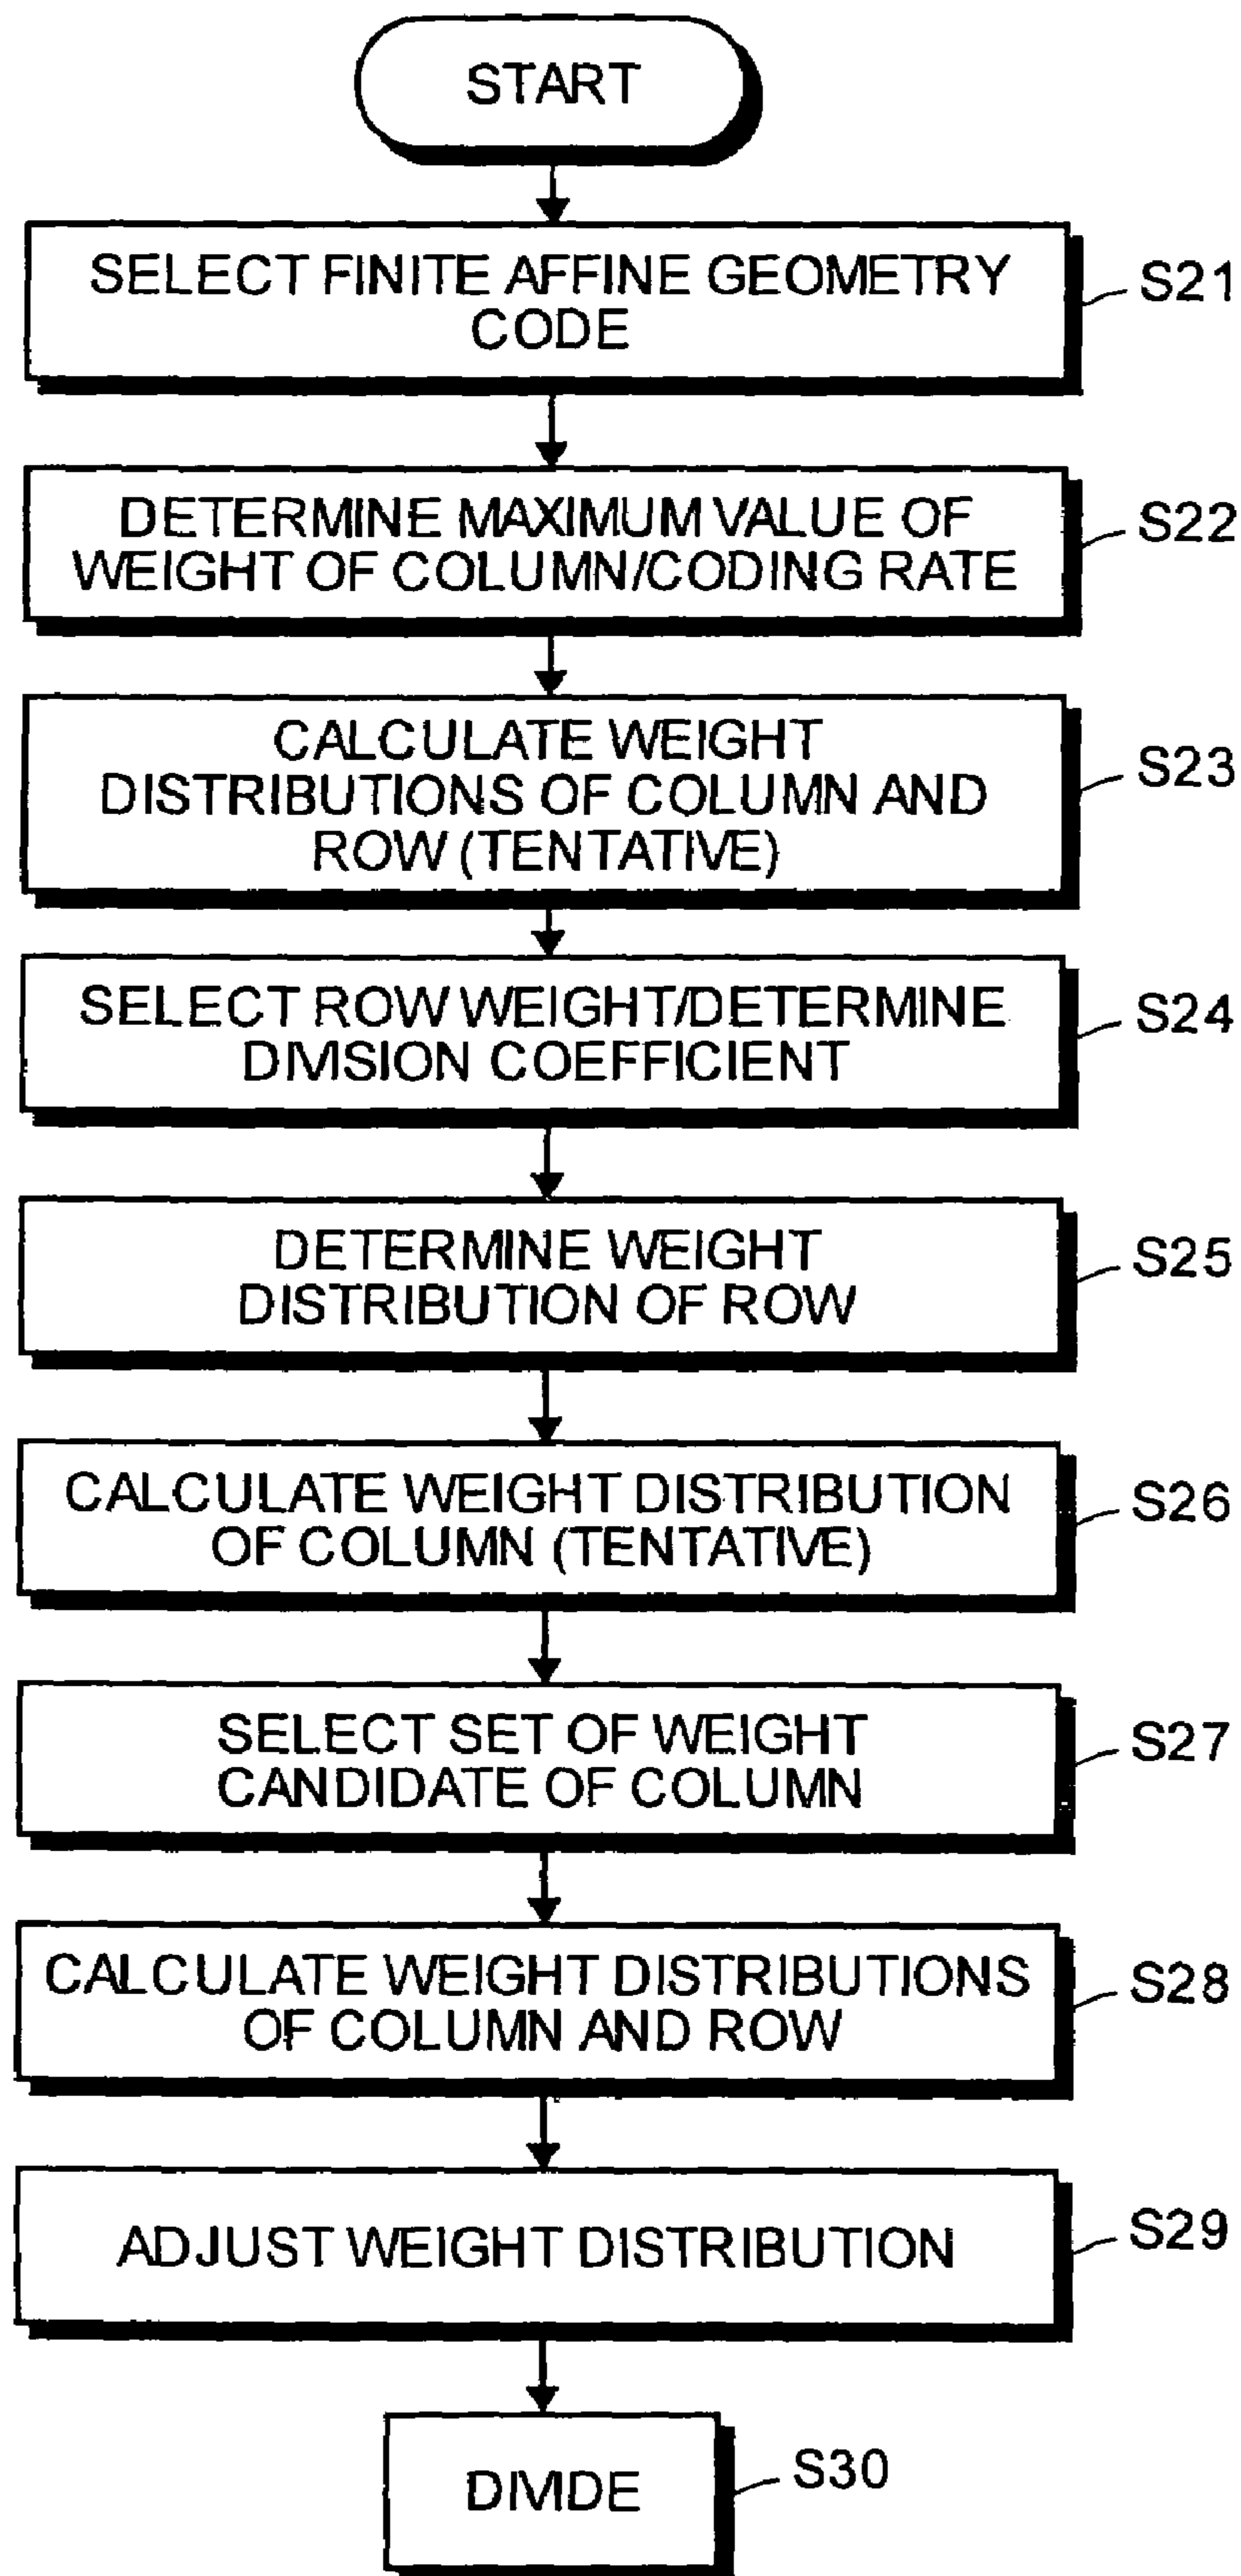 START
SELECT FINITE AFFINE GEOMETRY
CODE
S21
DETERMINE MAXIMUM VALUE OF
WEIGHT OF COLUMN/CODING RATE
S22
CALCULATE WEIGHT
DISTRIBUTIONS OF COLUMN AND
ROW (TENTATIVE)
S23
SELECT ROW WEIGHT/DETERMINE
DIVISION COEFFICIENT
S24
DETERMINE WEIGHT
DISTRIBUTION OF ROW
S25
CALCULATE WEIGHT DISTRIBUTION
OF COLUMN (TENTATIVE)
S26
SELECT SET OF WEIGHT
CANDIDATE OF COLUMN
S27
CALCULATE WEIGHT DISTRIBUTIONS
OF COLUMN AND ROW
S28
ADJUST WEIGHT DISTRIBUTION
S29
DIVIDE
S30